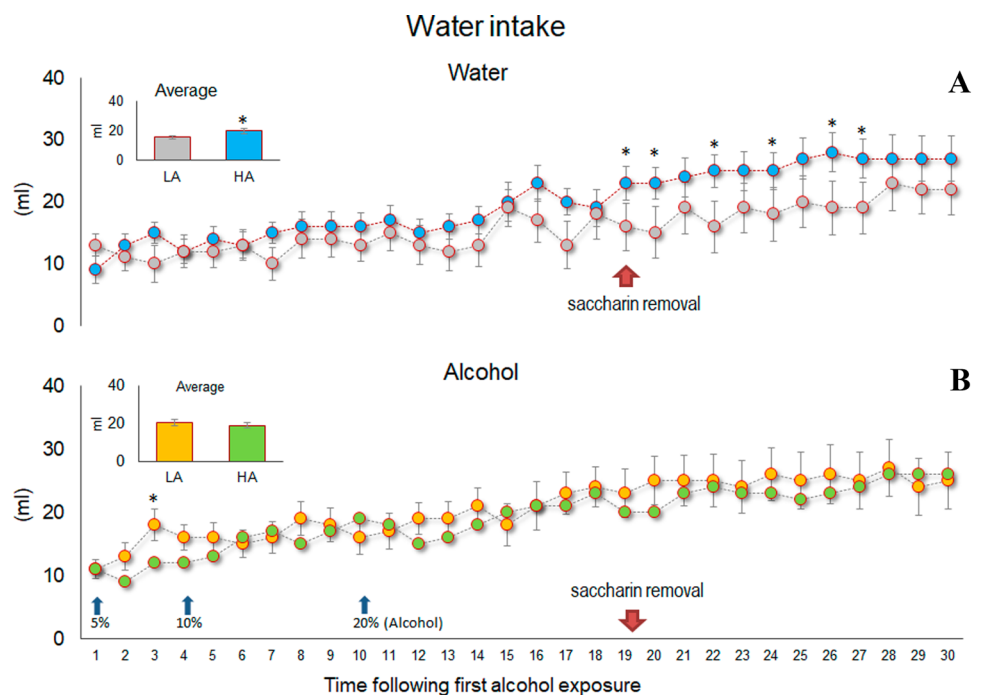 Water intake
Water
A
Average
40
20
0
ml
*
LA HA
40
30
20
10
0
(ml)
* * * * * *
saccharin removal
Alcohol
B
Average
40
20
0
ml
LA HA
40
30
20
10
0
(ml)
*
saccharin removal
5% 10% 20% (Alcohol)
1 2 3 4 5 6 7 8 9 10 11 12 13 14 15 16 17 18 19 20 21 22 23 24 25 26 27 28 29 30
Time following first alcohol exposure